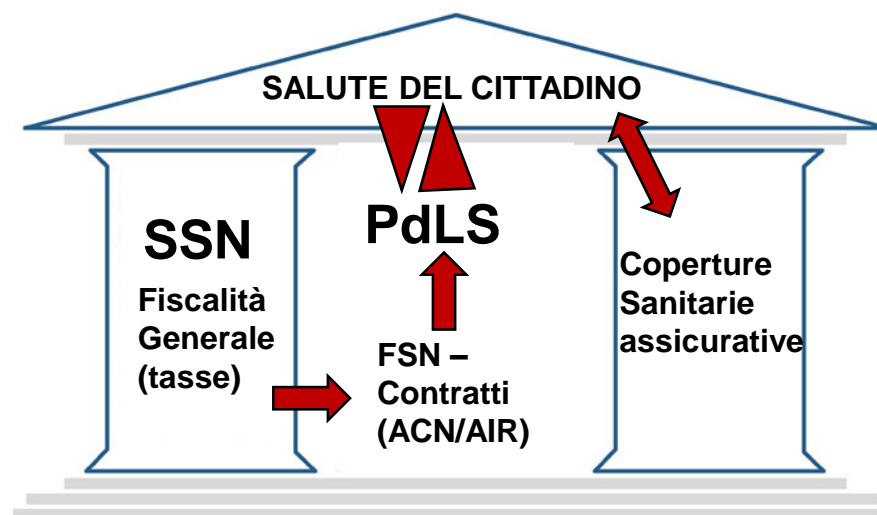 SALUTE DEL CITTADINO
SSN
Fiscalità
Generale
(tasse)
PdLS
FSN –
Contratti
(ACN/AIR)
Coperture
Sanitarie
assicurative